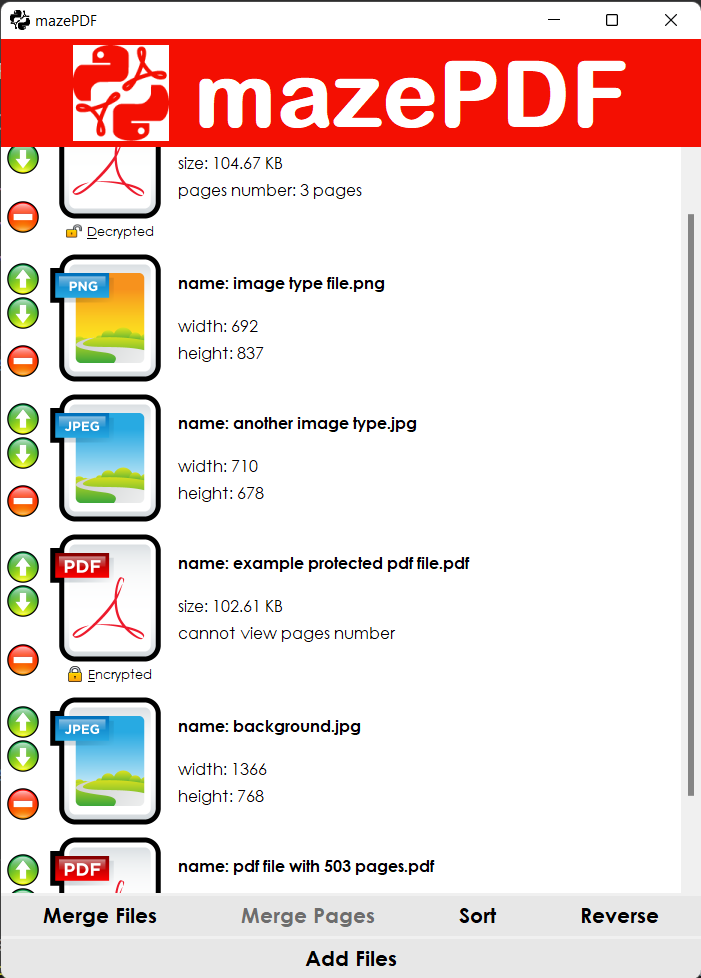 mazePDF
mazePDF
size: 104.67 KB
pages number: 3 pages
Decrypted
PNG
name: image type file.png
width: 692
height: 837
JPEG
name: another image type.jpg
width: 710
height: 678
PDF
name: example protected pdf file.pdf
size: 102.61 KB
cannot view pages number
Encrypted
JPEG
name: background.jpg
width: 1366
height: 768
PDF
name: pdf file with 503 pages.pdf
Merge Files Merge Pages Sort Reverse
Add Files